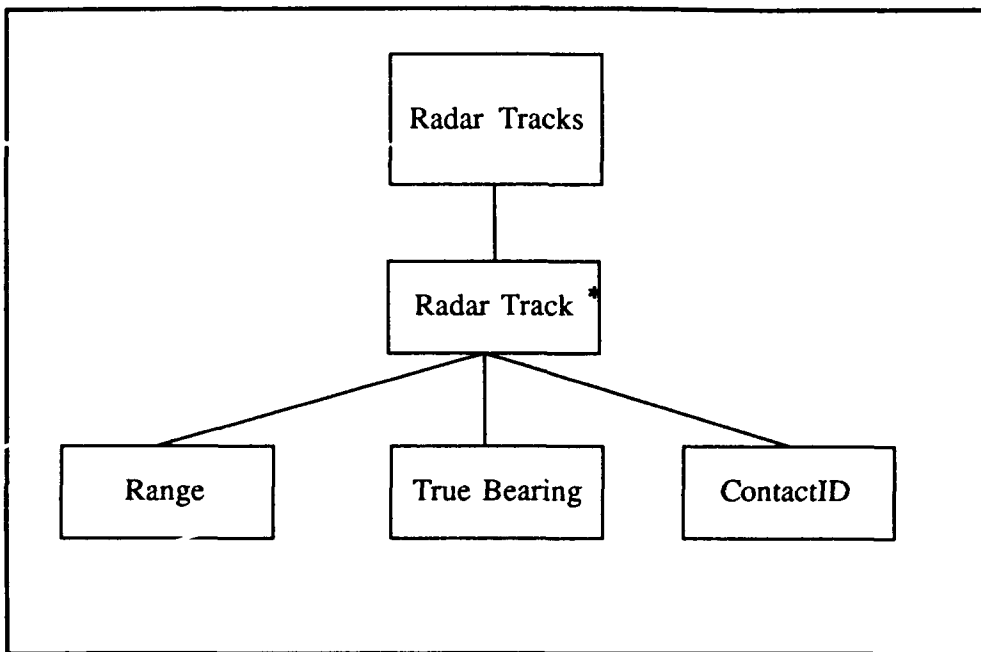 Radar Tracks
Radar Track *
Range
True Bearing
ContactID